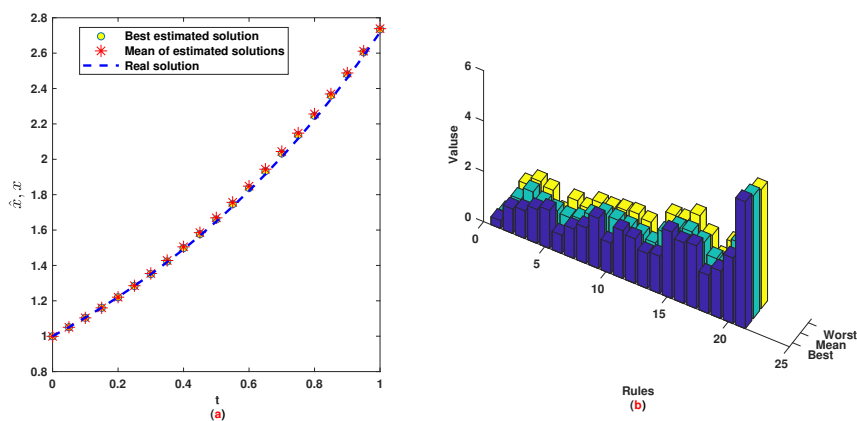 2.8
2.6
2.4
2.2
2
1.8
1.6
1.4
1.2
1
0.8
x̂, x
Best estimated solution
Mean of estimated solutions
Real solution
0 0.2 0.4 0.6 0.8 1
t
(a)
6
4
2
0
Valuse
0
5
10
15
20
25
Worst
Mean
Best
Rules
(b)